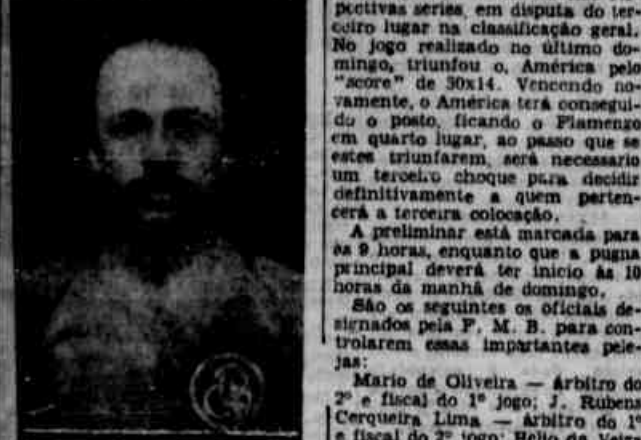 pectivas series, em disputa do ter-
ceiro lugar na classificação geral.
No jogo realizado no último do-
mingo, triunfou o, América pelo
"score" de 30x14. Vencendo no-
vamente, o América terá consegui-
do o posto, ficando o Flamengo
em quarto lugar, ao passo que se
estes triunfarem, será necessario
um terceiro choque para decidir
definitivamente a quem perten-
cerá a terceira colocação.
A preliminar está marcada para
as 9 horas, enquanto que a pugna
principal deverá ter inicio às 10
horas da manhã de domingo.
São os seguintes os oficiais de-
signados pela F. M. B. para con-
trolarem essas impartantes pele-
jas:
Mario de Oliveira — Árbitro do
2º e fiscal do 1º jogo; J. Rubens
Cerqueira Lima — Árbitro do 1º
e fiscal do 2º jogo;